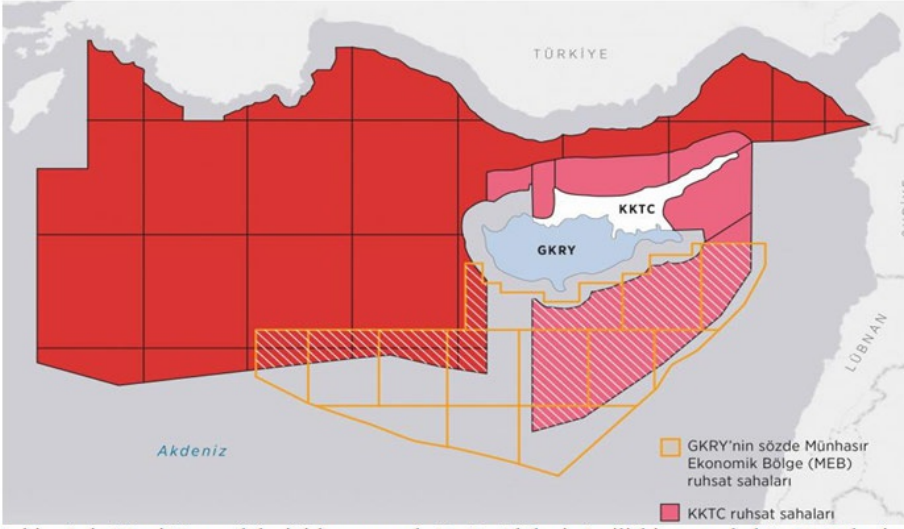 TÜRKİYE
KKTC
GKRY
LÜBNAN
Akdeniz
GKRY'nin sözde Münhasır
Ekonomik Bölge (MEB)
ruhsat sahaları
KKTC ruhsat sahaları